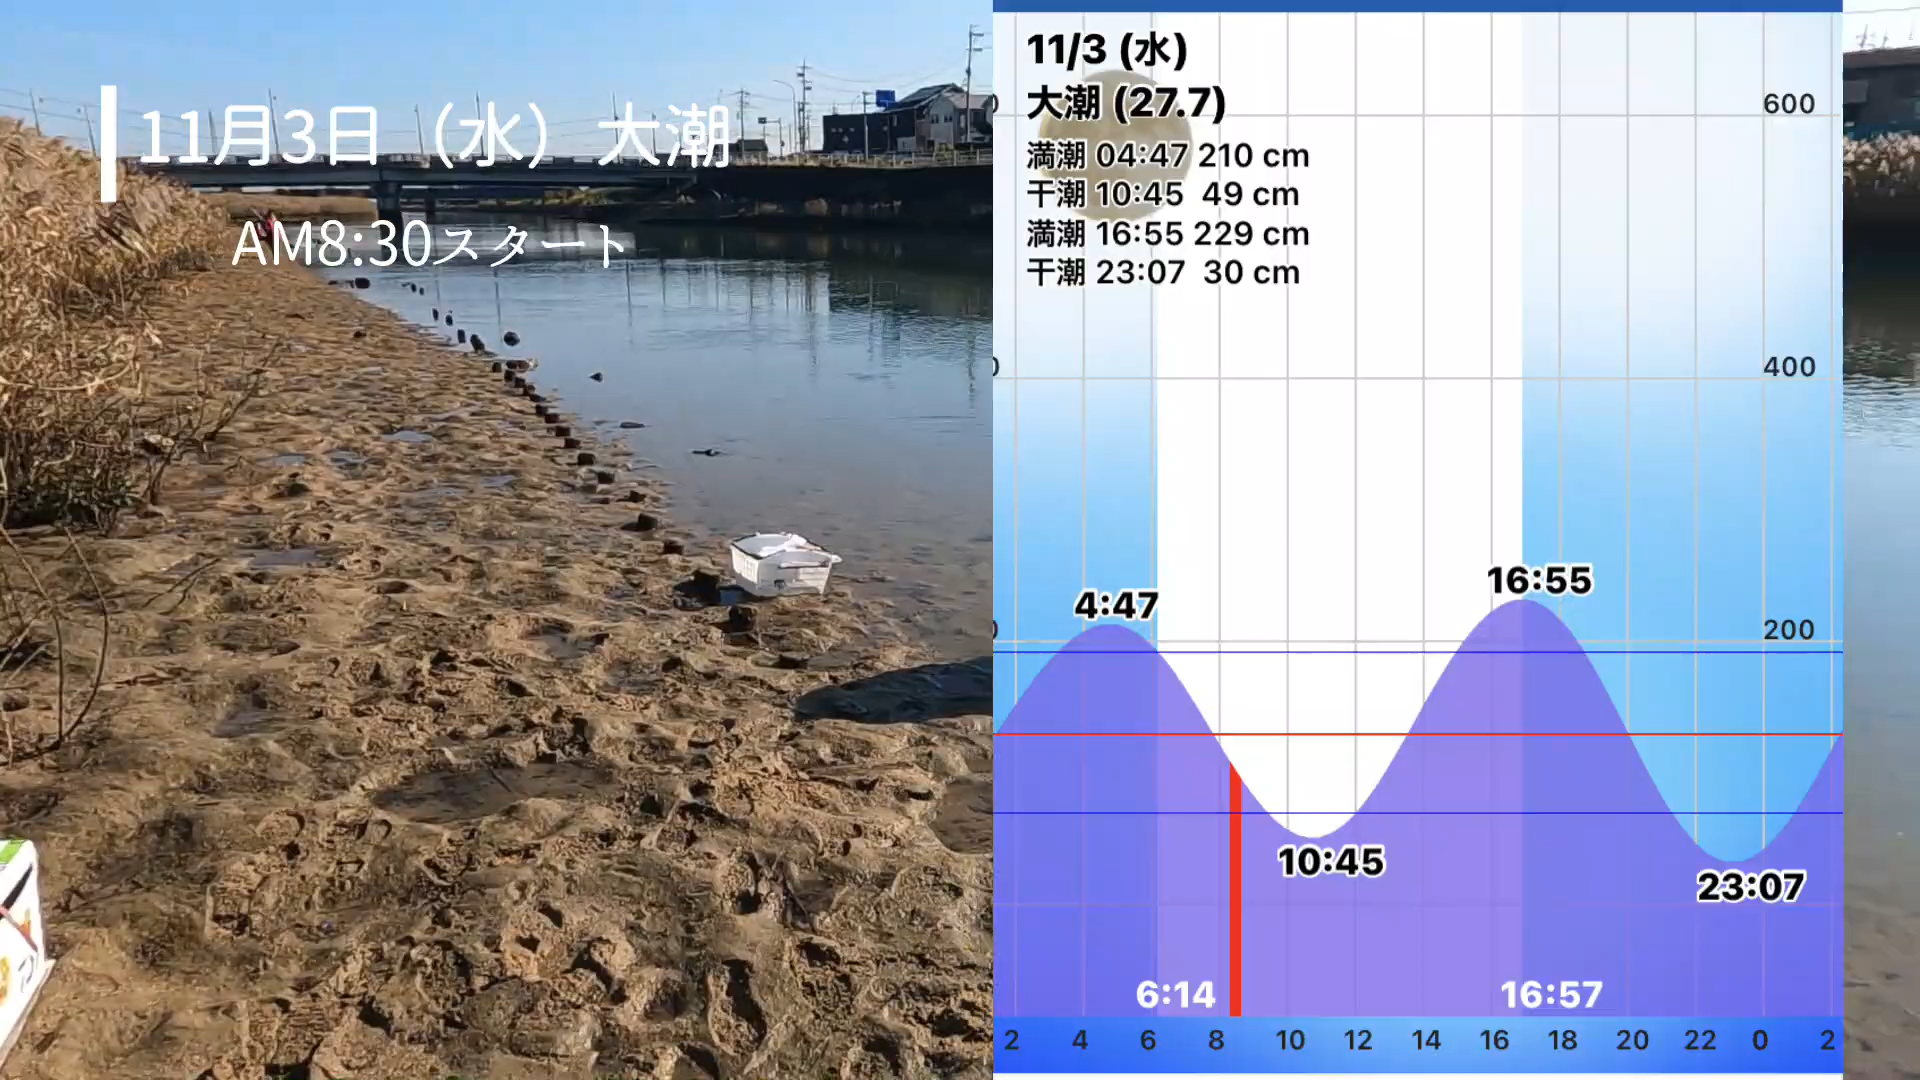 11月3日（水）大潮
AM8:30スタート
11/3 (水)
大潮 (27.7)
満潮 04:47 210 cm
干潮 10:45 49 cm
満潮 16:55 229 cm
干潮 23:07 30 cm
600
400
200
4:47
16:55
10:45
23:07
6:14
16:57
2 4 6 8 10 12 14 16 18 20 22 0 2